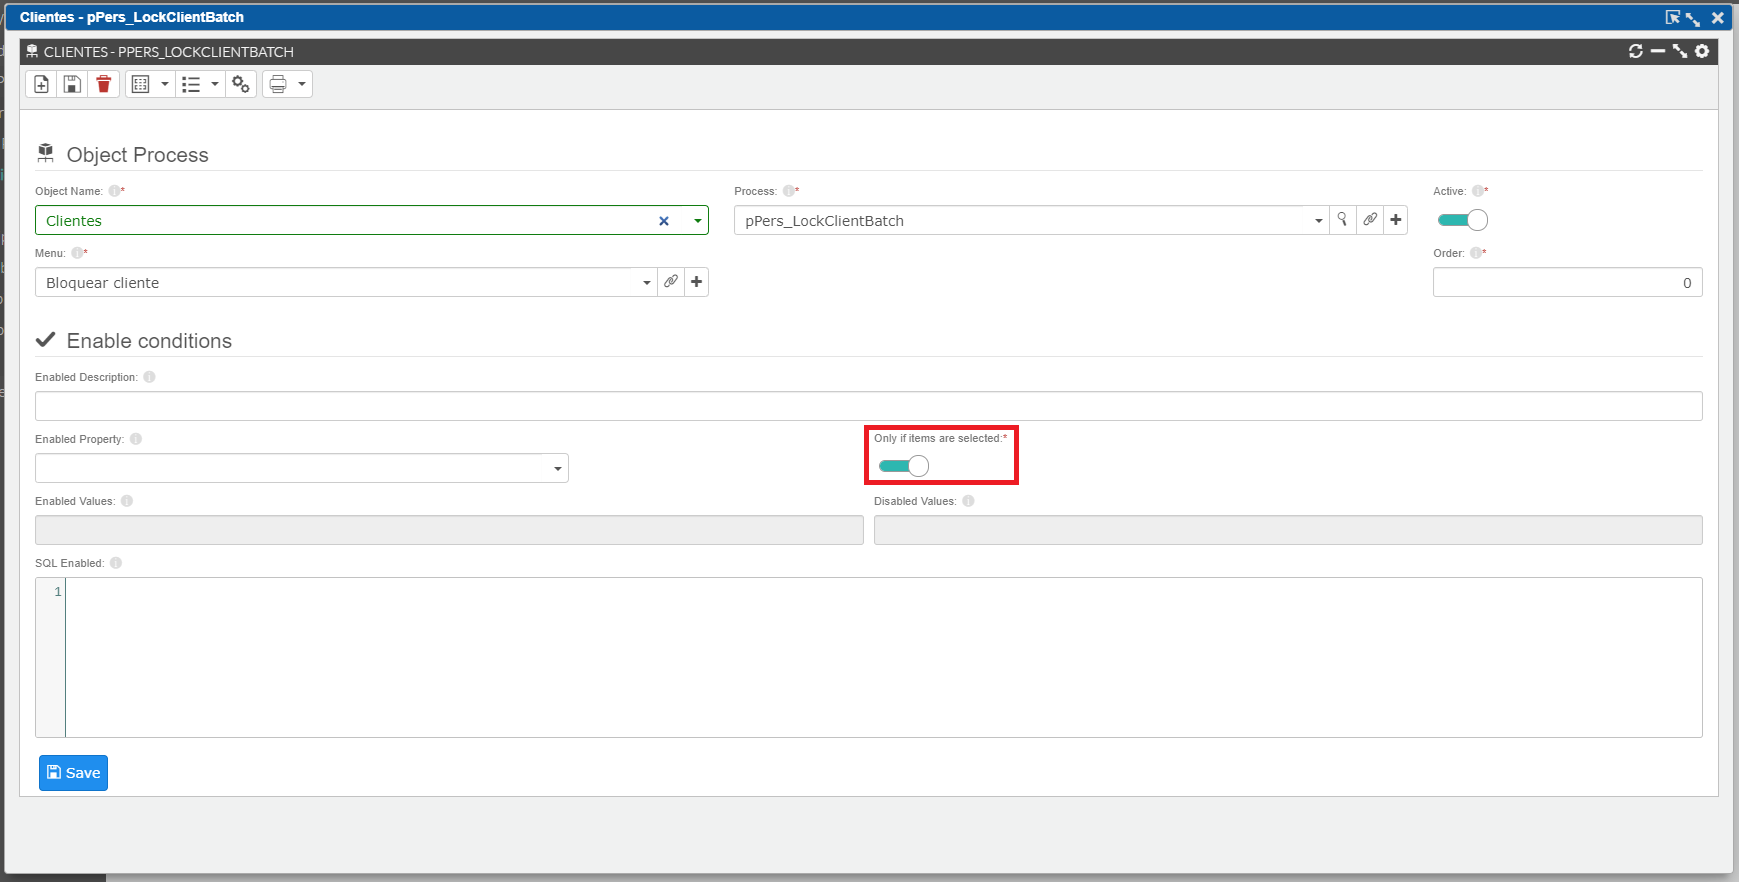 Clientes - pPers_LockClientBatch
CLIENTES - PPERS_LOCKCLIENTBATCH
Object Process
Object Name: *
Process: *
Active: *
Clientes
pPers_LockClientBatch
Menu: *
Order: *
Bloquear cliente
0
Enable conditions
Enabled Description:
Enabled Property:
Only if items are selected:*
Enabled Values:
Disabled Values:
SQL Enabled:
1
Save